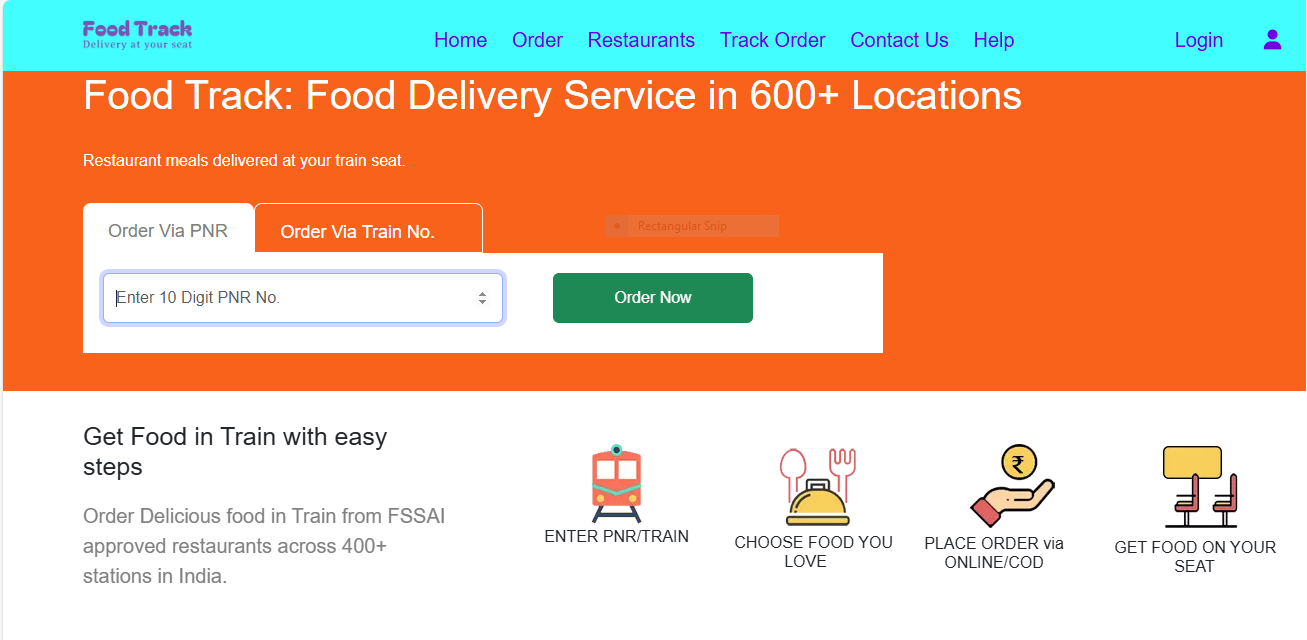 Food Track
Delivery at your seat
Home Order Restaurants Track Order Contact Us Help Login
Food Track: Food Delivery Service in 600+ Locations
Restaurant meals delivered at your train seat.
Order Via PNR
Order Via Train No.
Rectangular Snip
Enter 10 Digit PNR No.
Order Now
Get Food in Train with easy
steps
Order Delicious food in Train from FSSAI
approved restaurants across 400+
stations in India.
₹
ENTER PNR/TRAIN
CHOOSE FOOD YOU
LOVE
PLACE ORDER via
ONLINE/COD
GET FOOD ON YOUR
SEAT